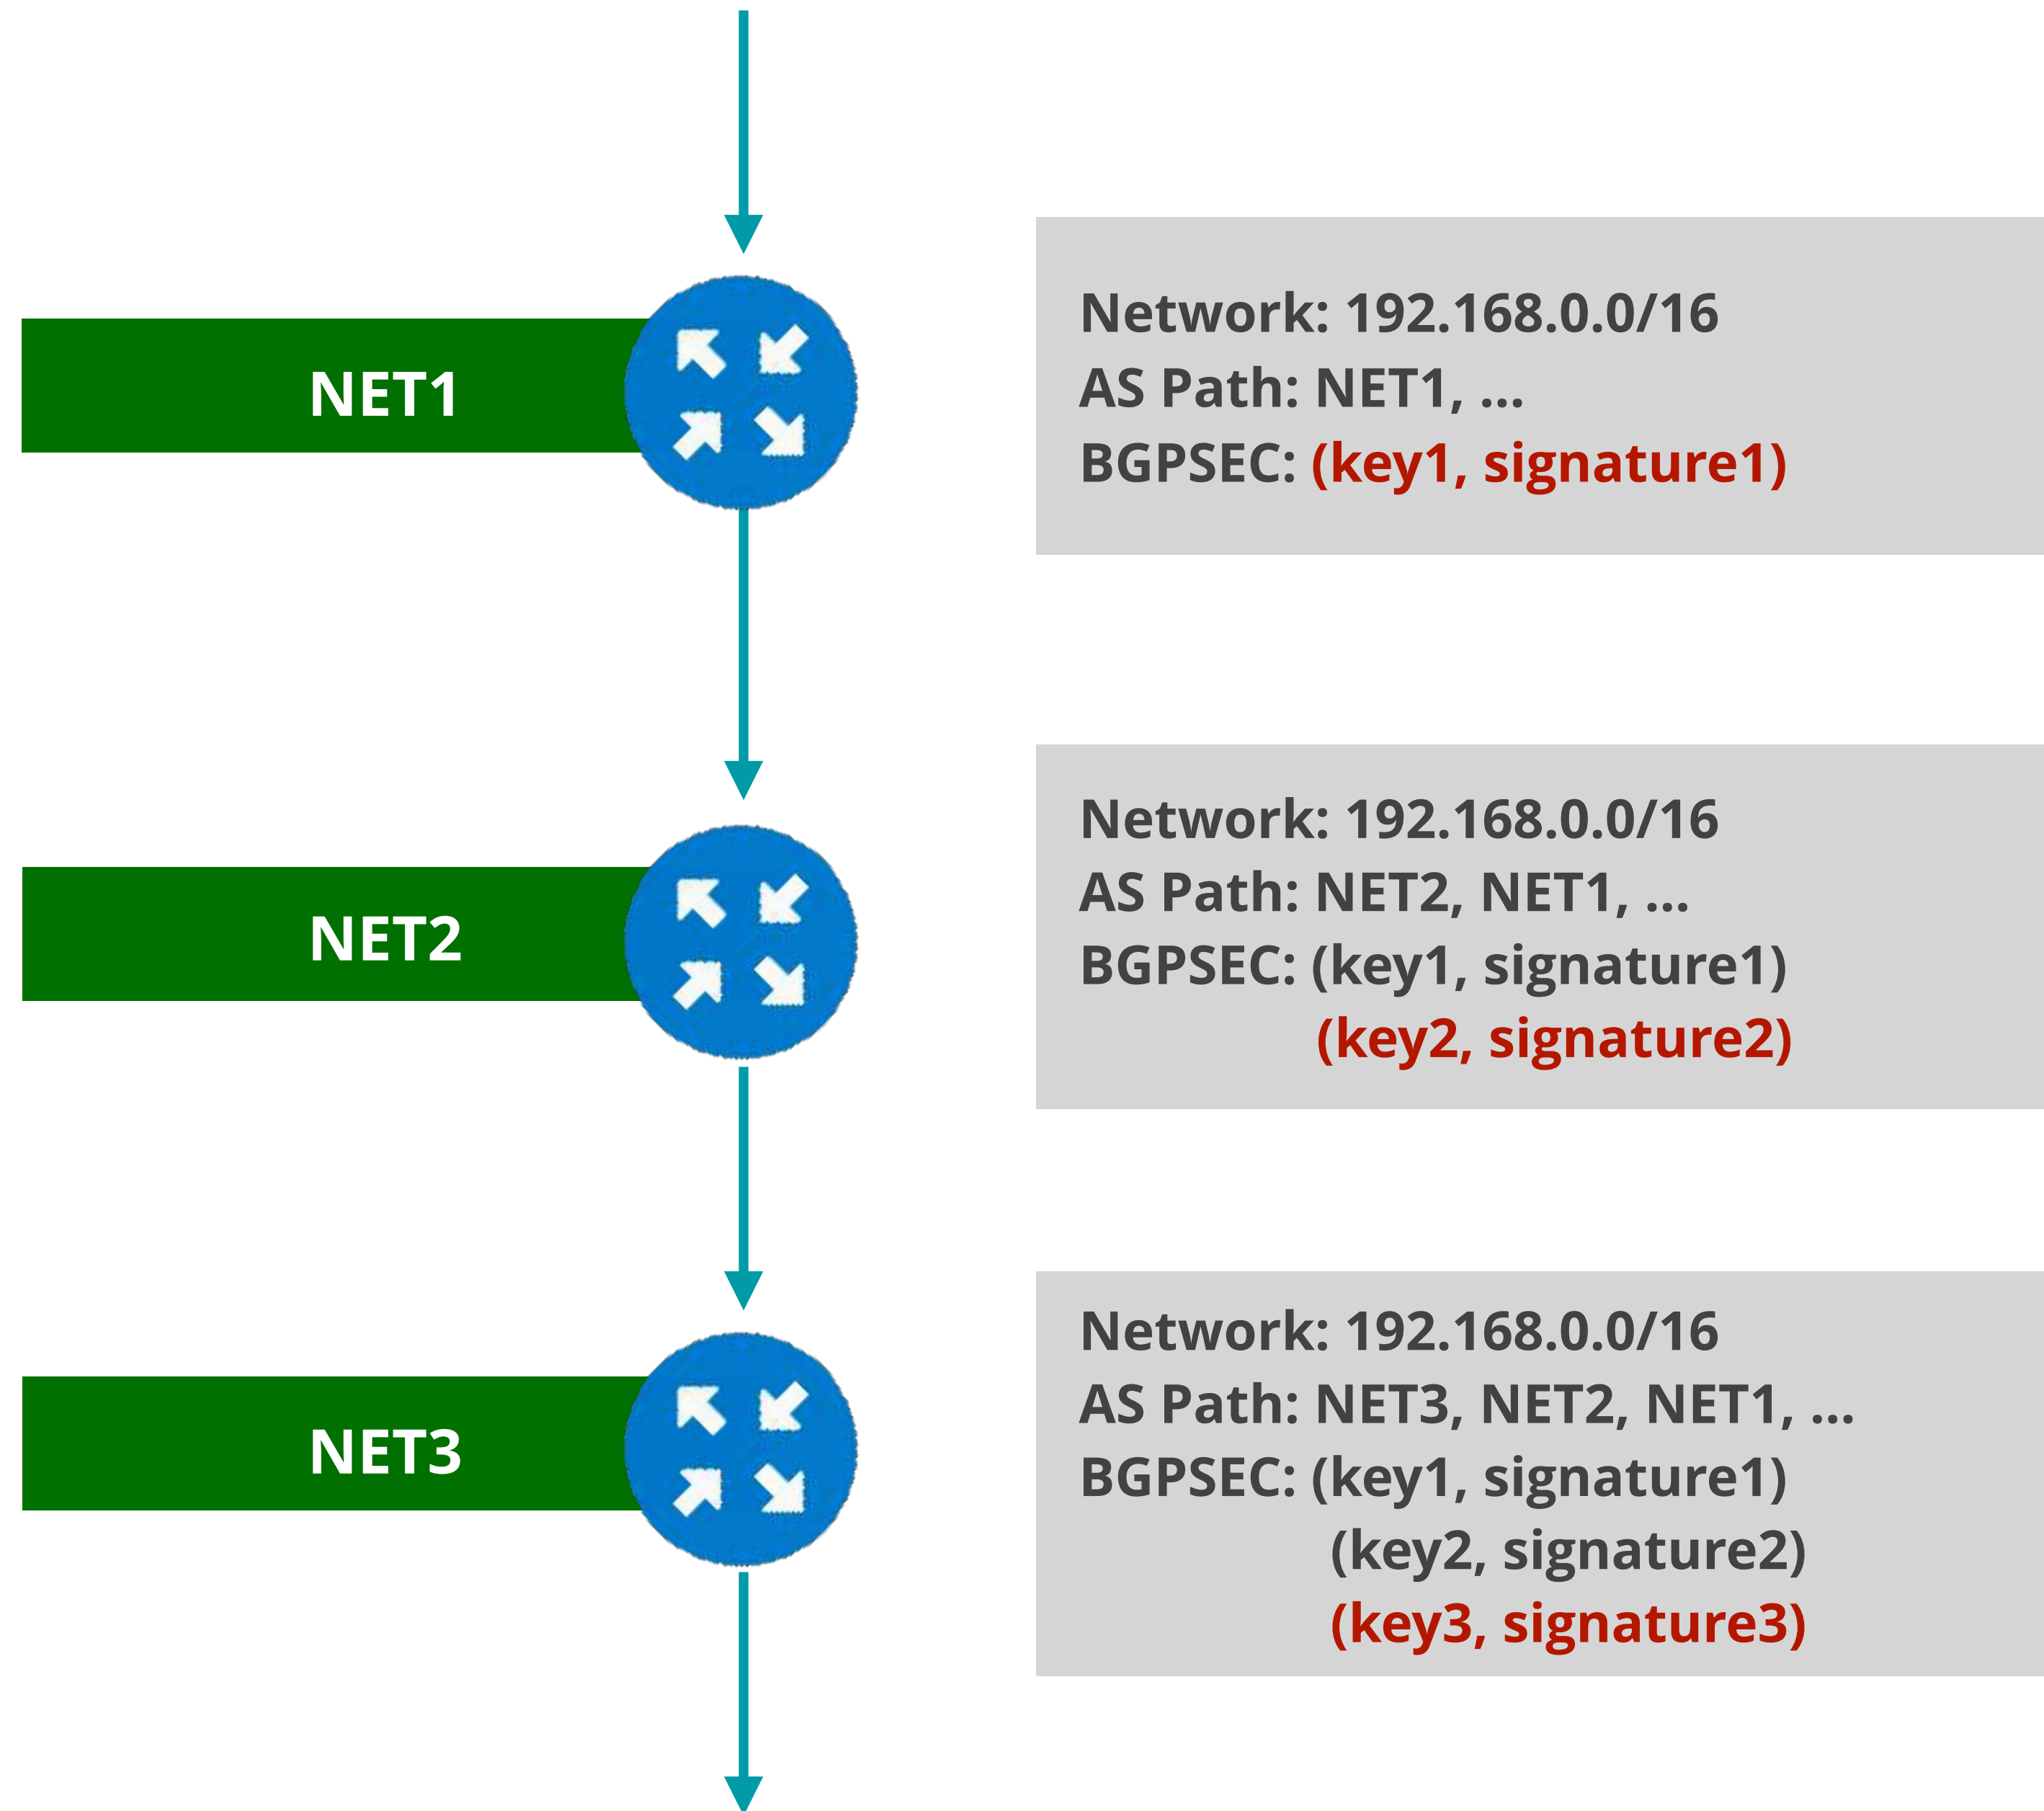 NET1
Network: 192.168.0.0/16
AS Path: NET1, ...
BGPSEC: (key1, signature1)
NET2
Network: 192.168.0.0/16
AS Path: NET2, NET1, ...
BGPSEC: (key1, signature1)
(key2, signature2)
NET3
Network: 192.168.0.0/16
AS Path: NET3, NET2, NET1, ...
BGPSEC: (key1, signature1)
(key2, signature2)
(key3, signature3)